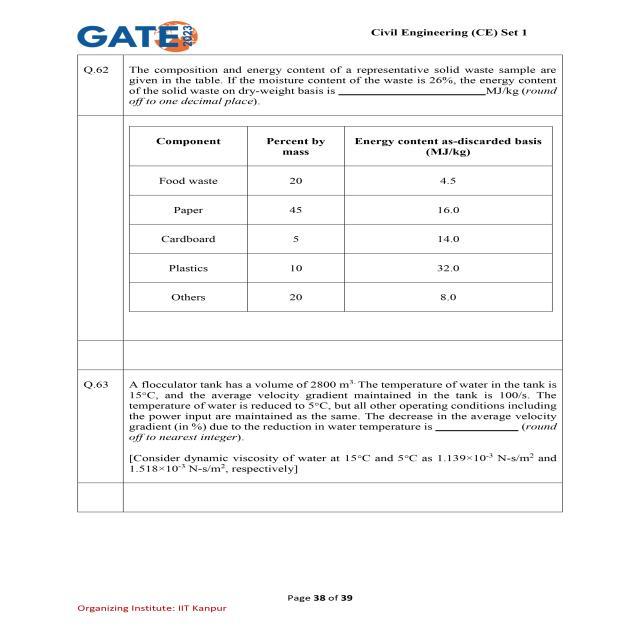 GATE 2023
Civil Engineering (CE) Set 1
Q.62
The composition and energy content of a representative solid waste sample are
given in the table. If the moisture content of the waste is 26%, the energy content
of the solid waste on dry-weight basis is ____________________MJ/kg (round
off to one decimal place).
Component Percent by mass Energy content as-discarded basis (MJ/kg)
Food waste 20 4.5
Paper 45 16.0
Cardboard 5 14.0
Plastics 10 32.0
Others 20 8.0
Q.63
A flocculator tank has a volume of 2800 m³. The temperature of water in the tank is
15°C, and the average velocity gradient maintained in the tank is 100/s. The
temperature of water is reduced to 5°C, but all other operating conditions including
the power input are maintained as the same. The decrease in the average velocity
gradient (in %) due to the reduction in water temperature is ____________ (round
off to nearest integer).
[Consider dynamic viscosity of water at 15°C and 5°C as 1.139×10⁻³ N-s/m² and
1.518×10⁻³ N-s/m², respectively]
Page 38 of 39
Organizing Institute: IIT Kanpur